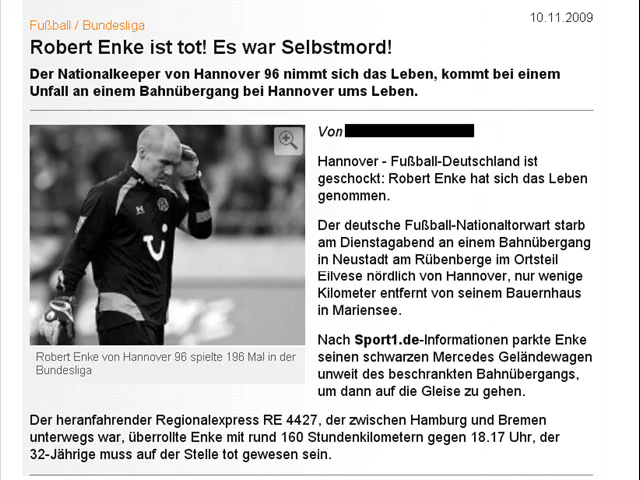 10.11.2009
Fußball / Bundesliga
Robert Enke ist tot! Es war Selbstmord!
Der Nationalkeeper von Hannover 96 nimmt sich das Leben, kommt bei einem
Unfall an einem Bahnübergang bei Hannover ums Leben.
Von
Hannover - Fußball-Deutschland ist
geschockt: Robert Enke hat sich das Leben
genommen.
Der deutsche Fußball-Nationaltorwart starb
am Dienstagabend an einem Bahnübergang
in Neustadt am Rübenberge im Ortsteil
Eilvese nördlich von Hannover, nur wenige
Kilometer entfernt von seinem Bauernhaus
in Mariensee.
Nach Sport1.de-Informationen parkte Enke
seinen schwarzen Mercedes Geländewagen
unweit des beschrankten Bahnübergangs,
um dann auf die Gleise zu gehen.
Robert Enke von Hannover 96 spielte 196 Mal in der
Bundesliga
Der heranfahrender Regionalexpress RE 4427, der zwischen Hamburg und Bremen
unterwegs war, überrollte Enke mit rund 160 Stundenkilometern gegen 18.17 Uhr, der
32-Jährige muss auf der Stelle tot gewesen sein.